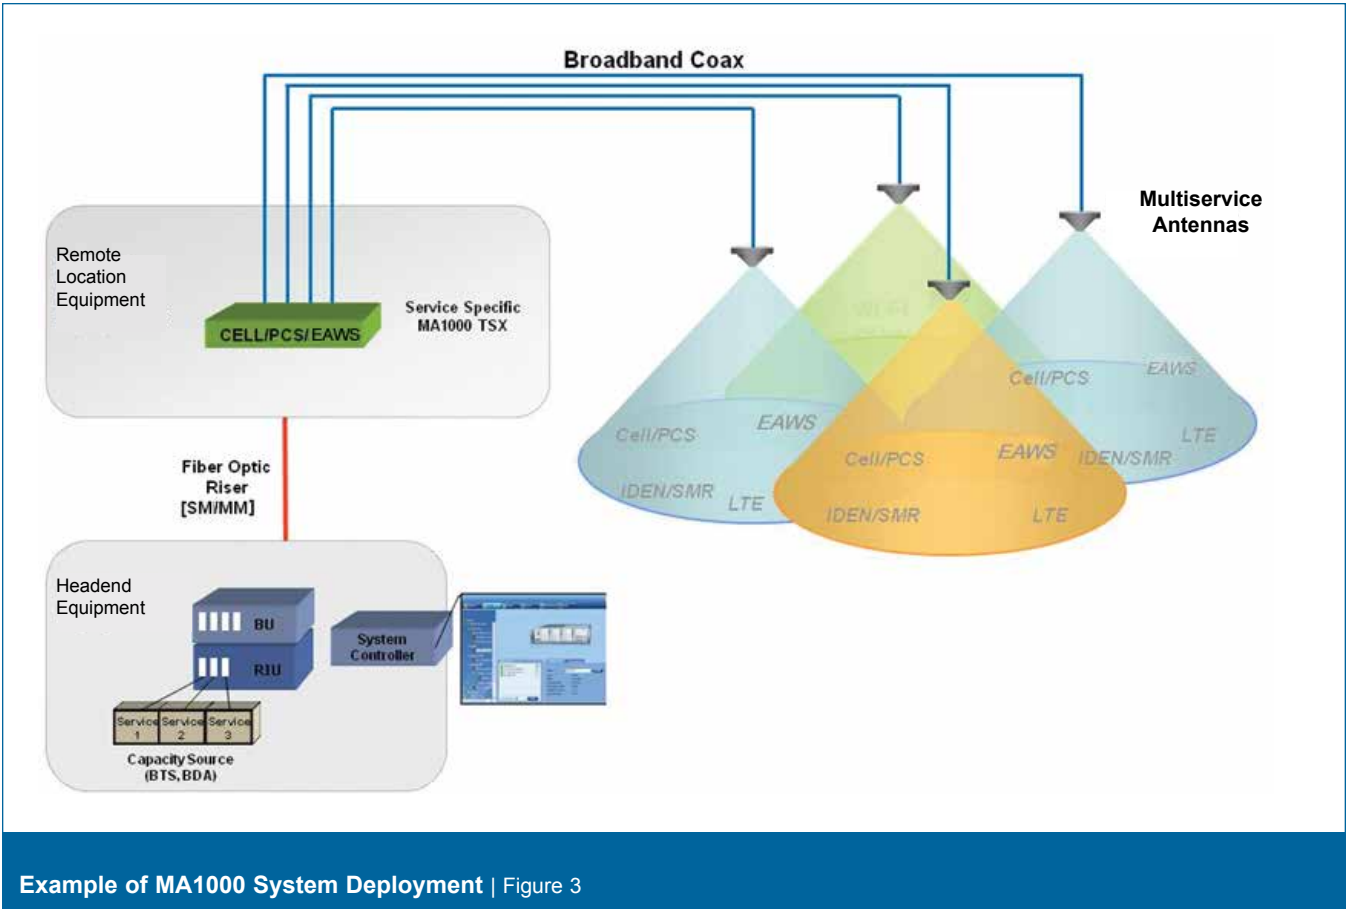 Broadband Coax
Multiservice
Antennas
Remote
Location
Equipment
CELL/PCS/EAWS
Service Specific
MA1000 TSX
Cell/PCS
EAWS
IDEN/SMR
LTE
Cell/PCS
EAWS
IDEN/SMR
LTE
Cell/PCS
EAWS
IDEN/SMR
LTE
Fiber Optic
Riser
[SM/MM]
Headend
Equipment
BU
RIU
System
Controller
Service
1
Service
2
Service
3
Capacity Source
(BTS, BDA)
Example of MA1000 System Deployment | Figure 3